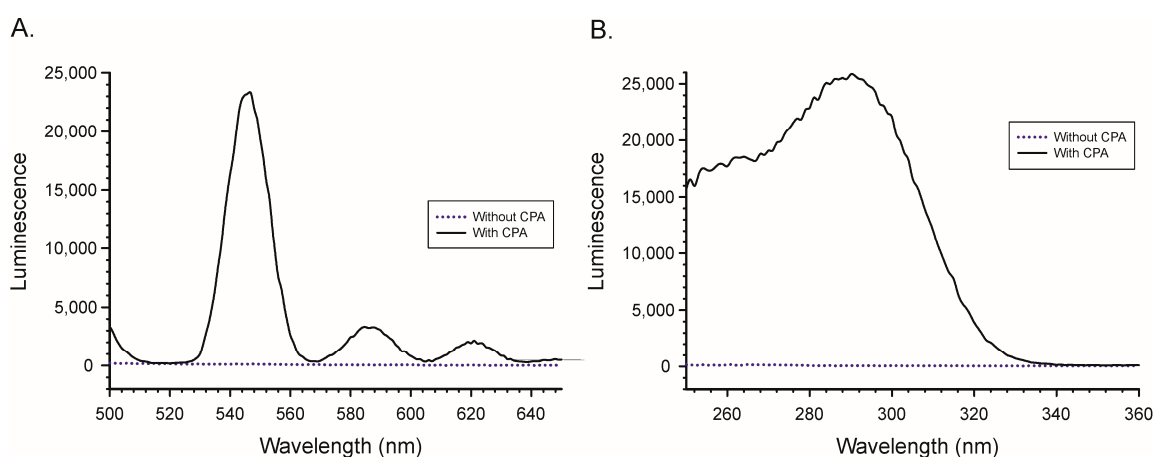 A.
Luminescence
25,000
20,000
15,000
10,000
5,000
0
Without CPA
With CPA
500 520 540 560 580 600 620 640
Wavelength (nm)
B.
Luminescence
25,000
20,000
15,000
10,000
5,000
0
Without CPA
With CPA
260 280 300 320 340 360
Wavelength (nm)